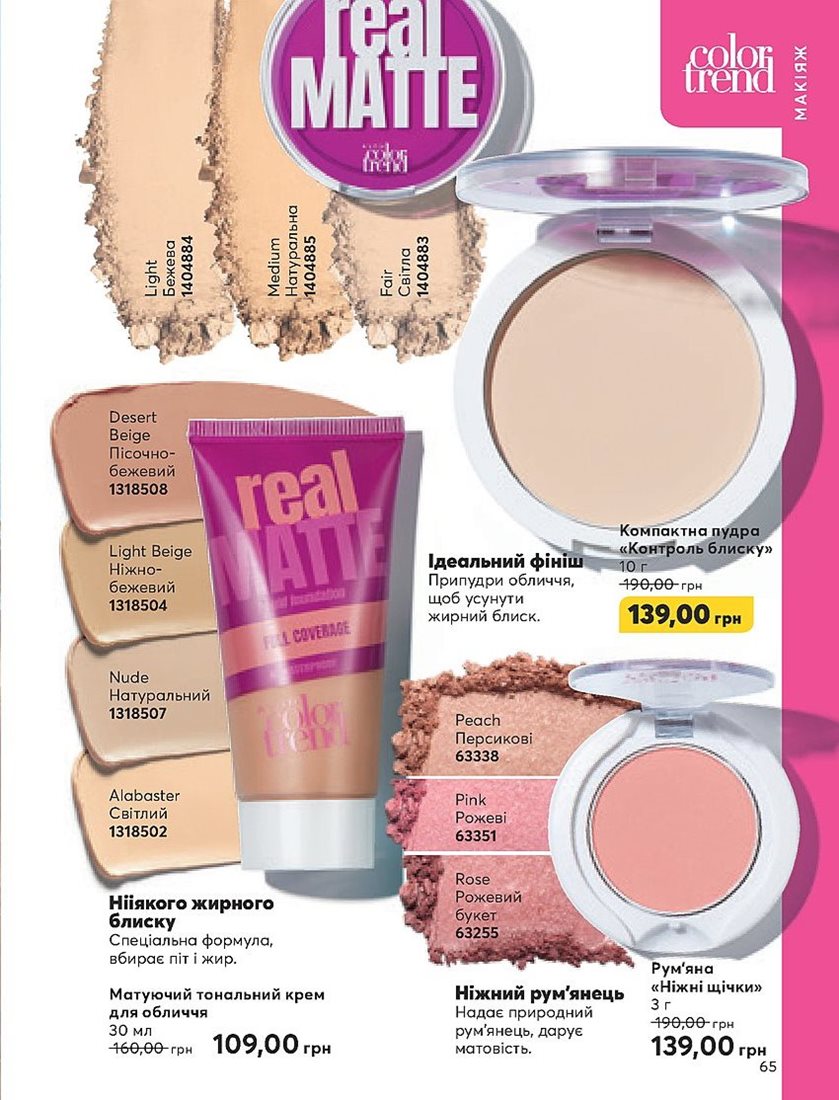 real
MATTE
AVON
color
trend
color
trend
МАКІЯЖ
Light
Бежева
1404884
Medium
Натуральна
1404885
Fair
Світла
1404883
Desert
Beige
Пісочно-
бежевий
1318508
Light Beige
Ніжно-
бежевий
1318504
Nude
Натуральний
1318507
Alabaster
Світлий
1318502
real
MATTE
foundation
FULL COVERAGE
color
trend
Компактна пудра
«Контроль блиску»
10 г
190,00 грн
139,00 грн
Ідеальний фініш
Припудри обличчя,
щоб усунути
жирний блиск.
Peach
Персикові
63338
Pink
Рожеві
63351
Rose
Рожевий
букет
63255
Нііякого жирного
блиску
Спеціальна формула,
вбирає піт і жир.
Матуючий тональний крем
для обличчя
30 мл
160,00 грн 109,00 грн
Ніжний рум'янець
Надає природний
рум'янець, дарує
матовість.
Рум'яна
«Ніжні щічки»
3 г
190,00 грн
139,00 грн
65